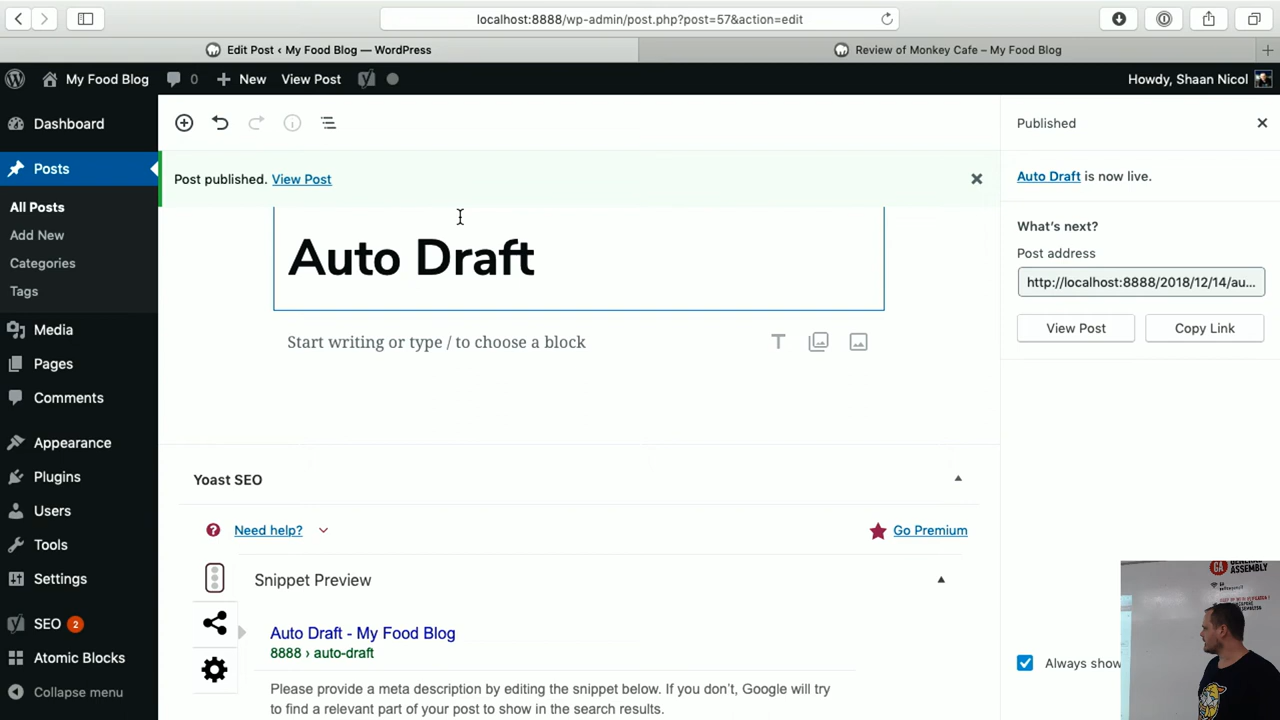 localhost:8888/wp-admin/post.php?post=57&action=edit
Edit Post ‹ My Food Blog — WordPress
Review of Monkey Cafe – My Food Blog
My Food Blog
0
New
View Post
Howdy, Shaan Nicol
Dashboard
Posts
All Posts
Add New
Categories
Tags
Media
Pages
Comments
Appearance
Plugins
Users
Tools
Settings
SEO 2
Atomic Blocks
Collapse menu
Post published. View Post
Auto Draft
Start writing or type / to choose a block
Yoast SEO
Need help?
Go Premium
Snippet Preview
Auto Draft - My Food Blog
8888 › auto-draft
Please provide a meta description by editing the snippet below. If you don't, Google will try
to find a relevant part of your post to show in the search results.
Published
Auto Draft is now live.
What's next?
Post address
http://localhost:8888/2018/12/14/au...
View Post
Copy Link
Always show
GA
GENERAL
ASSEMBLY